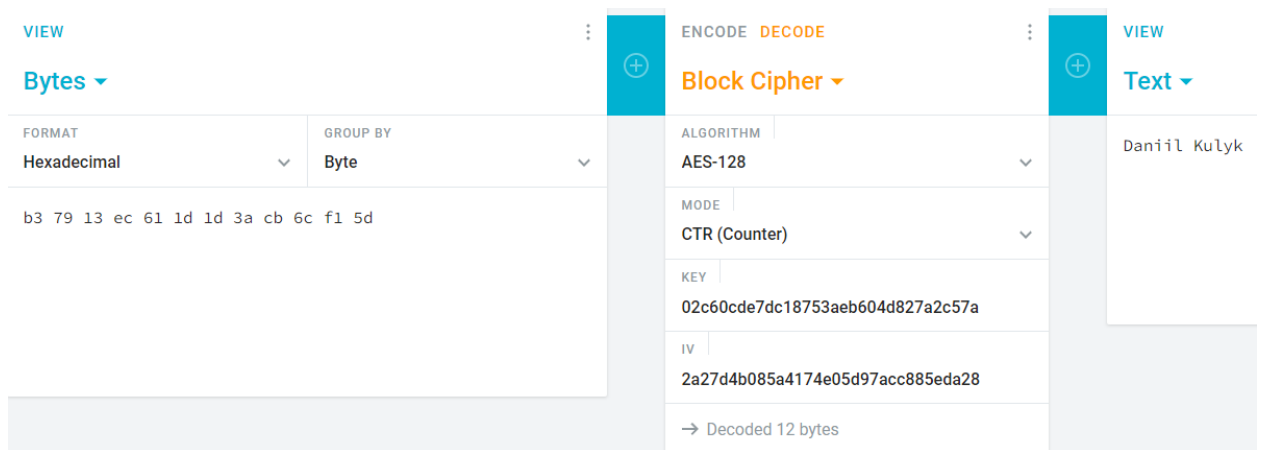 VIEW
Bytes
FORMAT
Hexadecimal
GROUP BY
Byte
b3 79 13 ec 61 1d 1d 3a cb 6c f1 5d
ENCODE DECODE
Block Cipher
ALGORITHM
AES-128
MODE
CTR (Counter)
KEY
02c60cde7dc18753aeb604d827a2c57a
IV
2a27d4b085a4174e05d97acc885eda28
→ Decoded 12 bytes
VIEW
Text
Daniil Kulyk